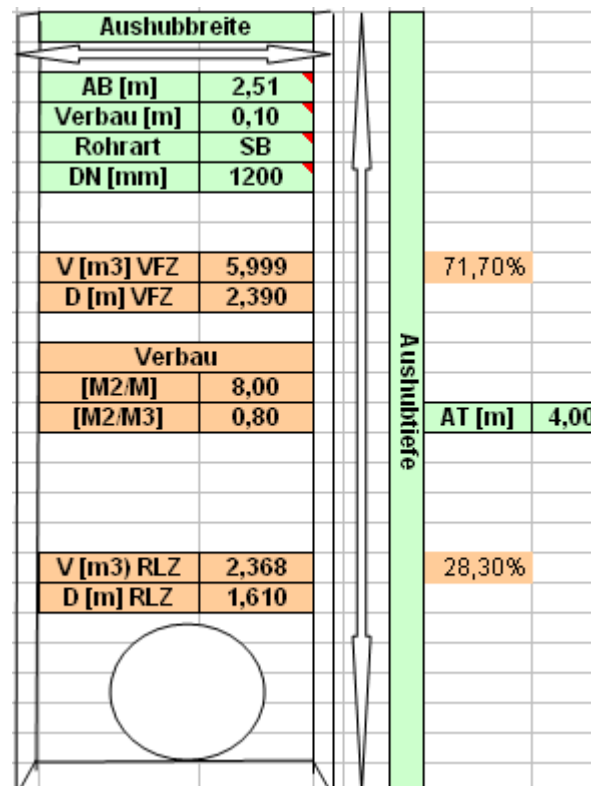 Aushubbreite
AB [m] 2,51
Verbau [m] 0,10
Rohrart SB
DN [mm] 1200
V [m3] VFZ 5,999 71,70%
D [m] VFZ 2,390
Verbau
[M2/M] 8,00
[M2/M3] 0,80
Aushubtiefe
AT [m] 4,00
V [m3) RLZ 2,368 28,30%
D [m] RLZ 1,610